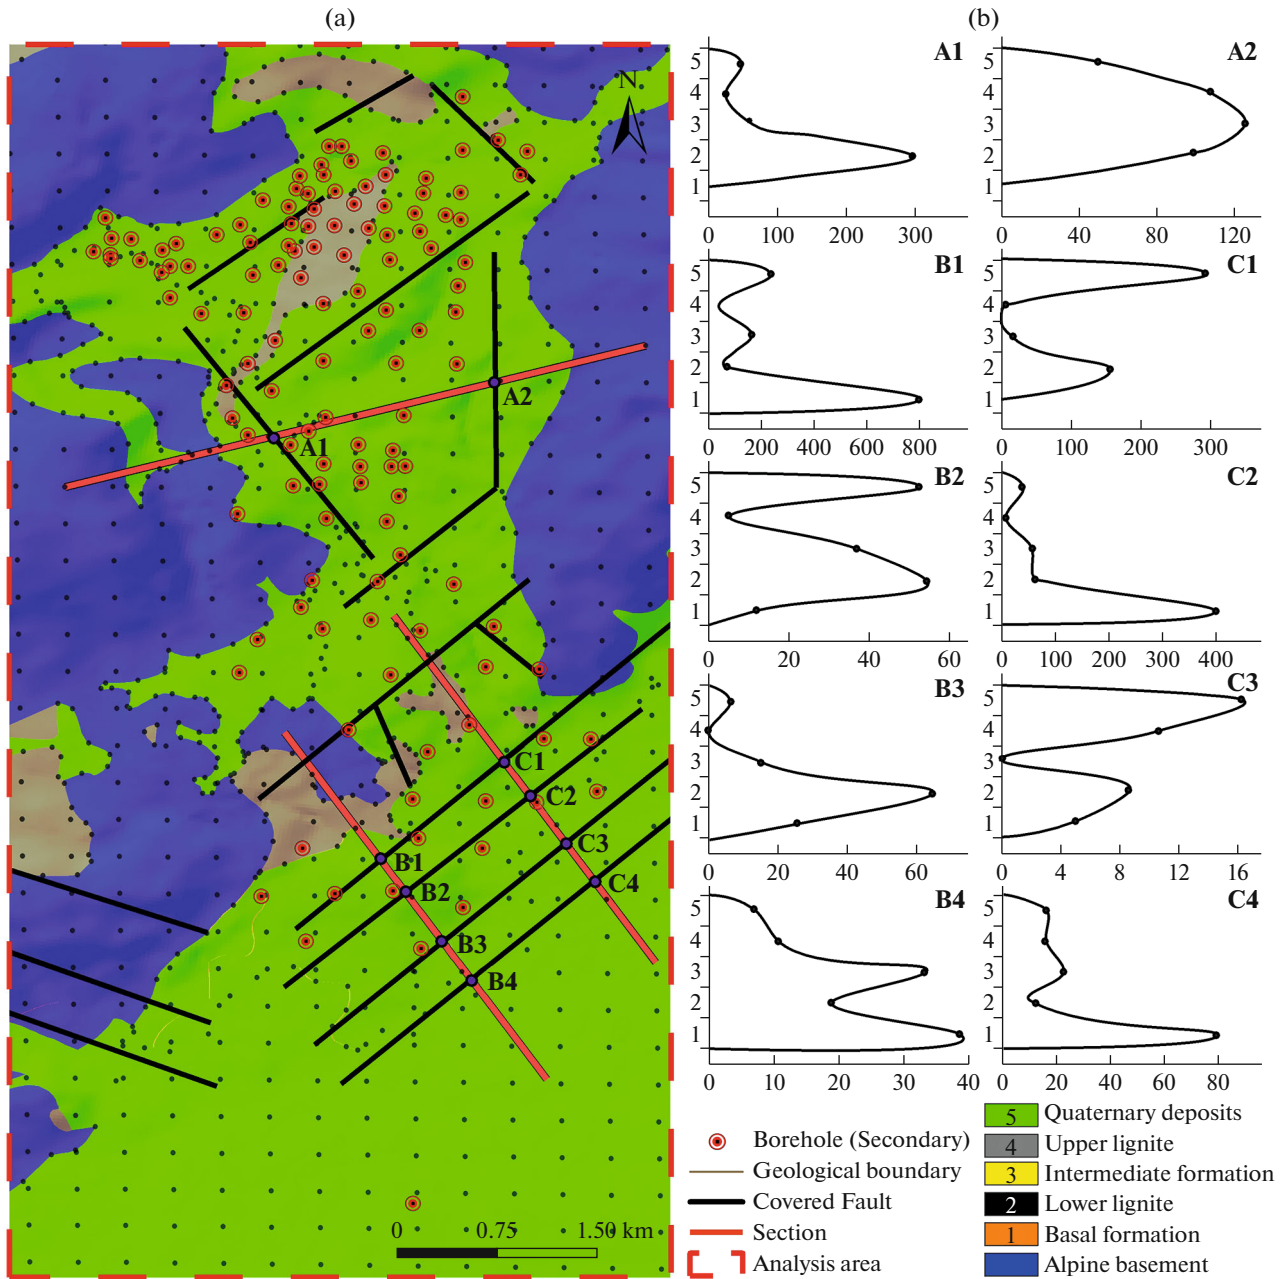 (a)
N
A1
A2
C1
C2
C3
C4
B1
B2
B3
B4
0 0.75 1.50 km
(b)
A1
5
4
3
2
1
0 100 200 300
A2
5
4
3
2
1
0 40 80 120
B1
5
4
3
2
1
0 200 400 600 800
C1
5
4
3
2
1
0 100 200 300
B2
5
4
3
2
1
0 20 40 60
C2
5
4
3
2
1
0 100 200 300 400
B3
5
4
3
2
1
0 20 40 60
C3
5
4
3
2
1
0 4 8 12 16
B4
5
4
3
2
1
0 10 20 30 40
C4
5
4
3
2
1
0 20 40 60 80
Borehole (Secondary)
Geological boundary
Covered Fault
Section
Analysis area
5 Quaternary deposits
4 Upper lignite
3 Intermediate formation
2 Lower lignite
1 Basal formation
Alpine basement